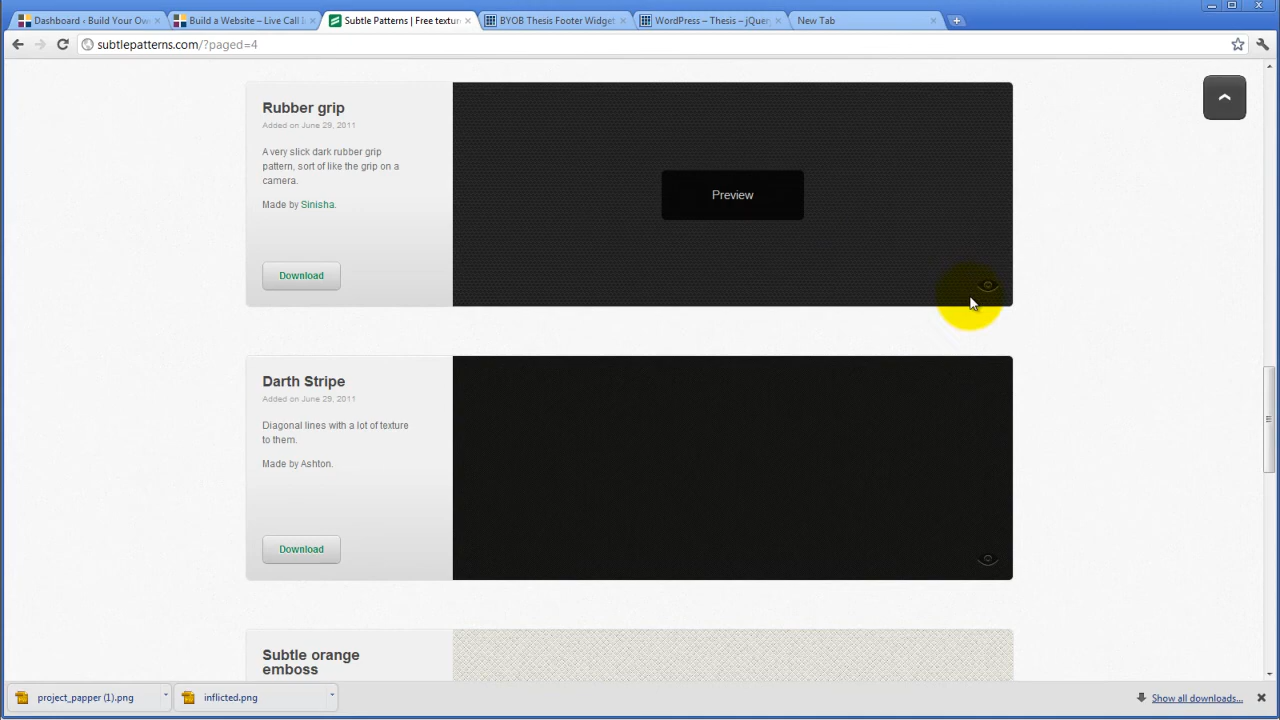 Dashboard ‹ Build Your Own
Build a Website – Live Call I
Subtle Patterns | Free textur
BYOB Thesis Footer Widget
WordPress – Thesis – jQuery
New Tab
subtlepatterns.com/?paged=4
Rubber grip
Added on June 29, 2011
A very slick dark rubber grip
pattern, sort of like the grip on a
camera.
Made by Sinisha.
Download
Preview
Darth Stripe
Added on June 29, 2011
Diagonal lines with a lot of texture
to them.
Made by Ashton.
Download
Subtle orange
emboss
project_papper (1).png
inflicted.png
Show all downloads...